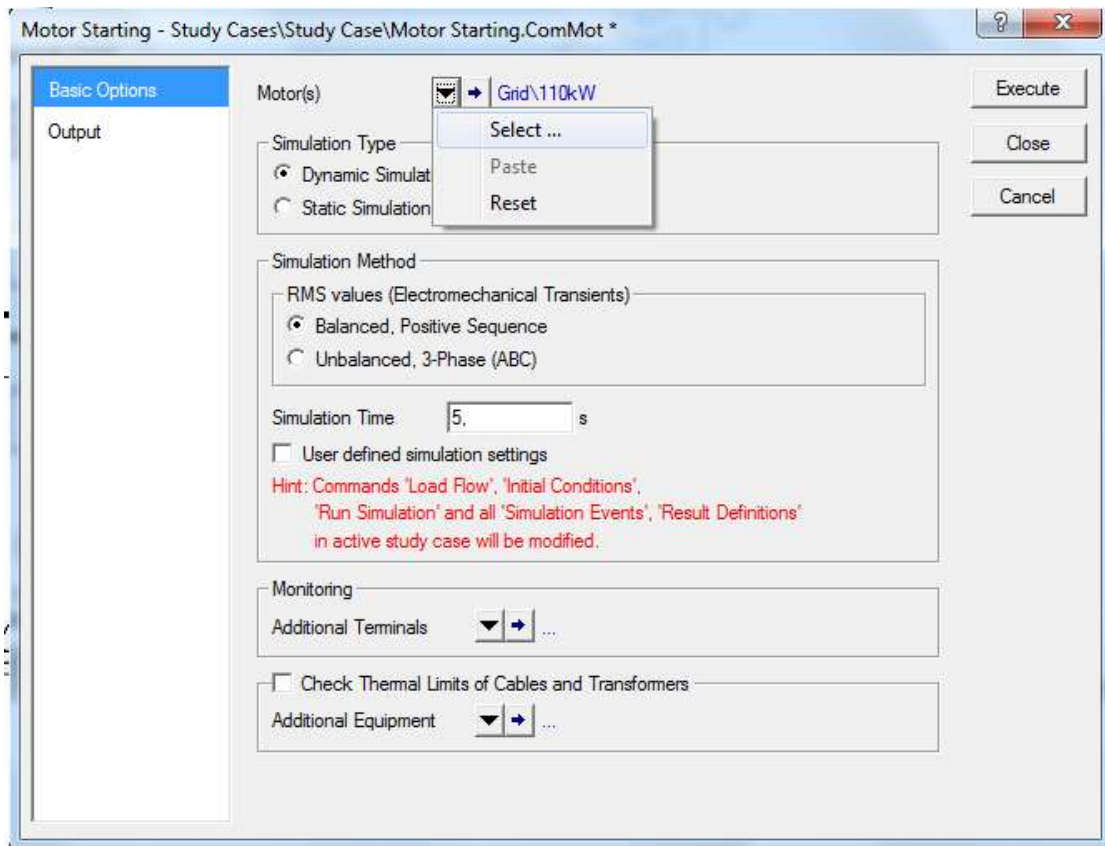 Motor Starting - Study Cases\Study Case\Motor Starting.ComMot *
Basic Options
Output
Motor(s)
Grid\110kW
Select ...
Paste
Reset
Simulation Type
Dynamic Simulat
Static Simulation
Simulation Method
RMS values (Electromechanical Transients)
Balanced, Positive Sequence
Unbalanced, 3-Phase (ABC)
Simulation Time 5, s
User defined simulation settings
Hint: Commands 'Load Flow', 'Initial Conditions',
'Run Simulation' and all 'Simulation Events', 'Result Definitions'
in active study case will be modified.
Monitoring
Additional Terminals ...
Check Thermal Limits of Cables and Transformers
Additional Equipment ...
Execute
Close
Cancel